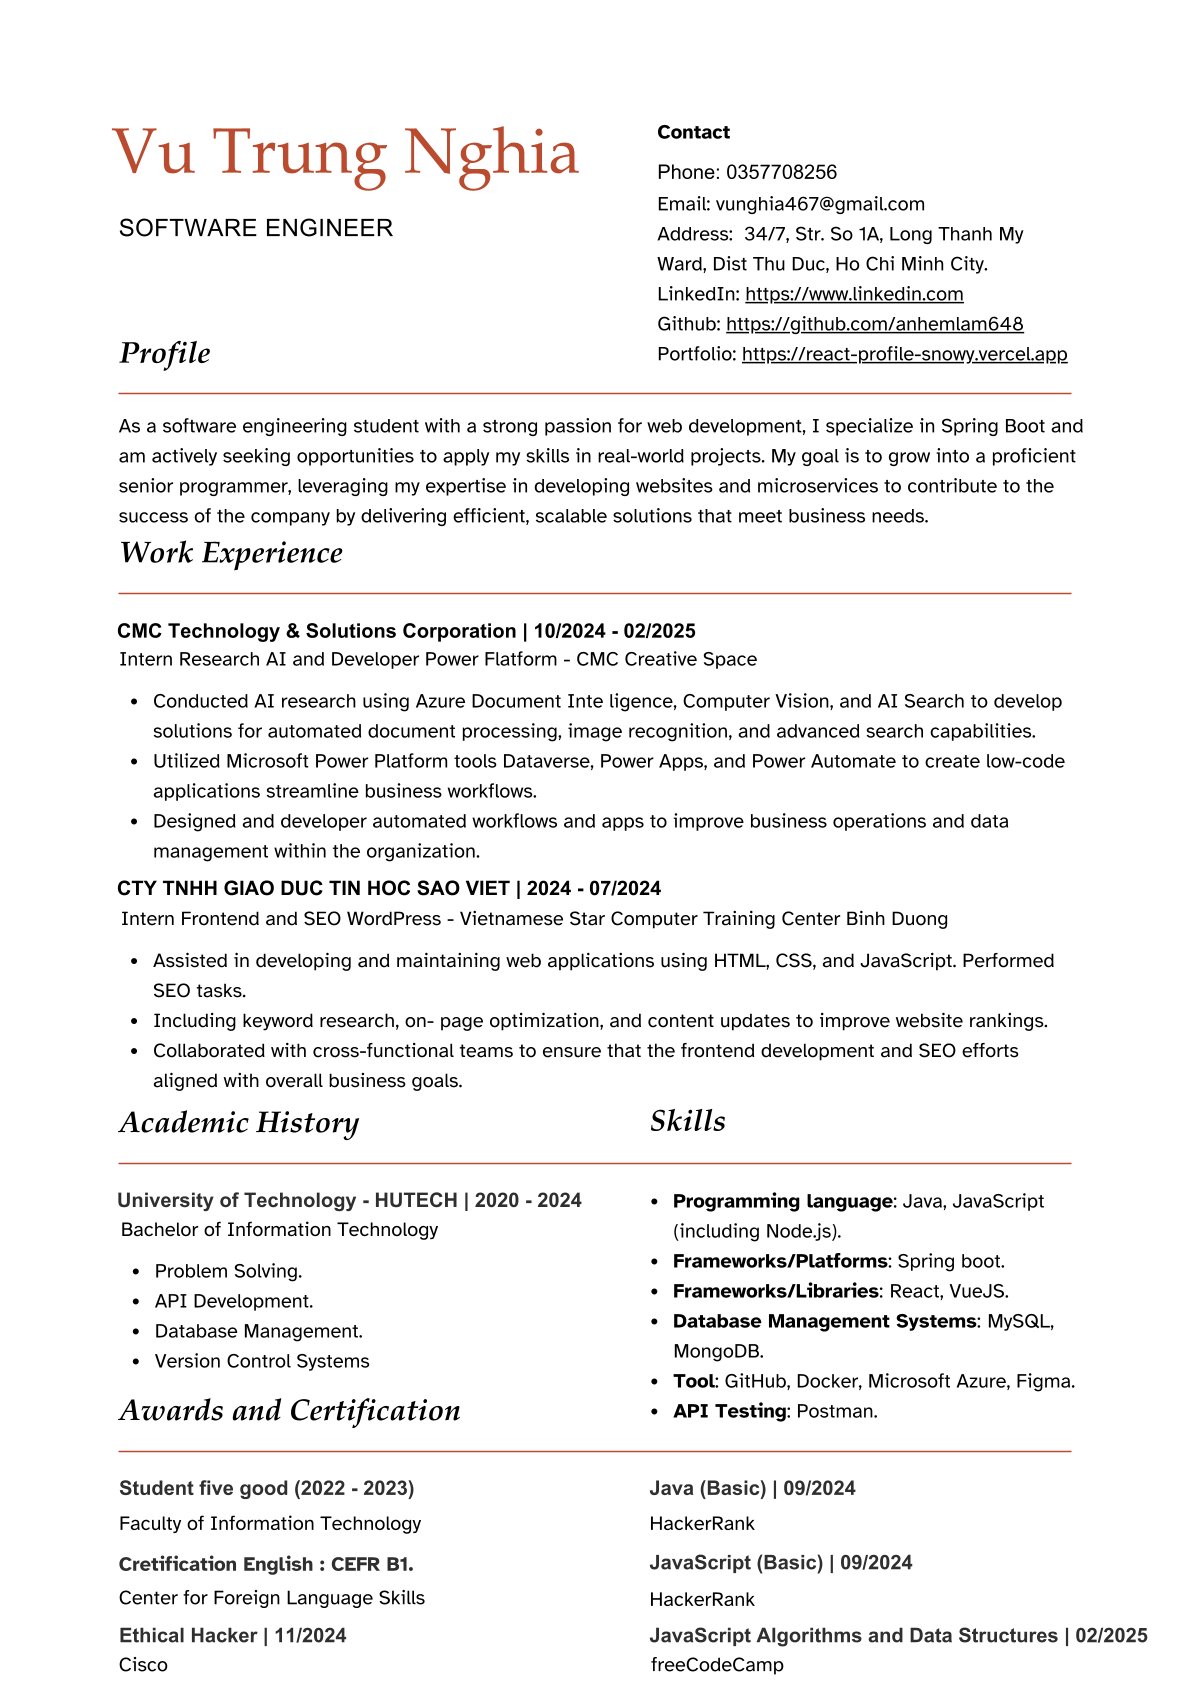 Vu Trung Nghia
SOFTWARE ENGINEER
Contact
Phone: 0357708256
Email: vunghia467@gmail.com
Address:  34/7, Str. So 1A, Long Thanh My
Ward, Dist Thu Duc, Ho Chi Minh City.
LinkedIn: https://www.linkedin.com
Github: https://github.com/anhemlam648
Portfolio: https://react-profile-snowy.vercel.app
Profile
As a software engineering student with a strong passion for web development, I specialize in Spring Boot and
am actively seeking opportunities to apply my skills in real-world projects. My goal is to grow into a proficient
senior programmer, leveraging my expertise in developing websites and microservices to contribute to the
success of the company by delivering efficient, scalable solutions that meet business needs.
Work Experience
CMC Technology & Solutions Corporation | 10/2024 - 02/2025
Intern Research AI and Developer Power Flatform - CMC Creative Space
• Conducted AI research using Azure Document Inte ligence, Computer Vision, and AI Search to develop
solutions for automated document processing, image recognition, and advanced search capabilities.
• Utilized Microsoft Power Platform tools Dataverse, Power Apps, and Power Automate to create low-code
applications streamline business workflows.
• Designed and developer automated workflows and apps to improve business operations and data
management within the organization.
CTY TNHH GIAO DUC TIN HOC SAO VIET | 2024 - 07/2024
Intern Frontend and SEO WordPress - Vietnamese Star Computer Training Center Binh Duong
• Assisted in developing and maintaining web applications using HTML, CSS, and JavaScript. Performed
SEO tasks.
• Including keyword research, on- page optimization, and content updates to improve website rankings.
• Collaborated with cross-functional teams to ensure that the frontend development and SEO efforts
aligned with overall business goals.
Academic History
University of Technology - HUTECH | 2020 - 2024
Bachelor of Information Technology
• Problem Solving.
• API Development.
• Database Management.
• Version Control Systems
Skills
• Programming language: Java, JavaScript
(including Node.js).
• Frameworks/Platforms: Spring boot.
• Frameworks/Libraries: React, VueJS.
• Database Management Systems: MySQL,
MongoDB.
• Tool: GitHub, Docker, Microsoft Azure, Figma.
• API Testing: Postman.
Awards and Certification
Student five good (2022 - 2023)
Faculty of Information Technology
Cretification English : CEFR B1.
Center for Foreign Language Skills
Ethical Hacker | 11/2024
Cisco
Java (Basic) | 09/2024
HackerRank
JavaScript (Basic) | 09/2024
HackerRank
JavaScript Algorithms and Data Structures | 02/2025
freeCodeCamp